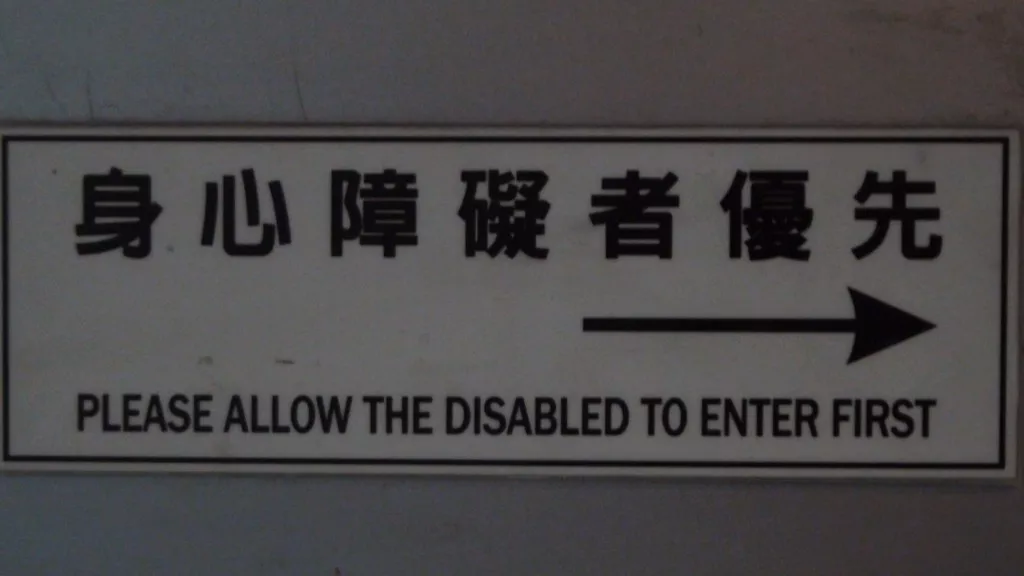 身心障礙者優先
PLEASE ALLOW THE DISABLED TO ENTER FIRST